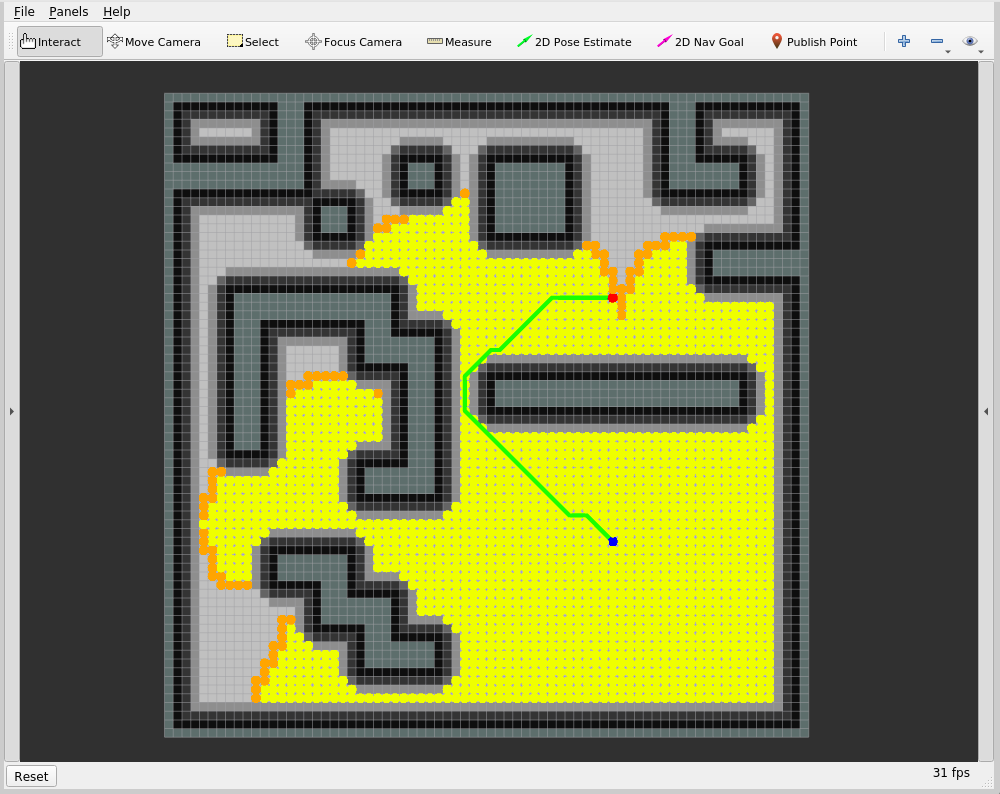 File Panels Help
Interact Move Camera Select Focus Camera Measure 2D Pose Estimate 2D Nav Goal Publish Point
Reset 31 fps